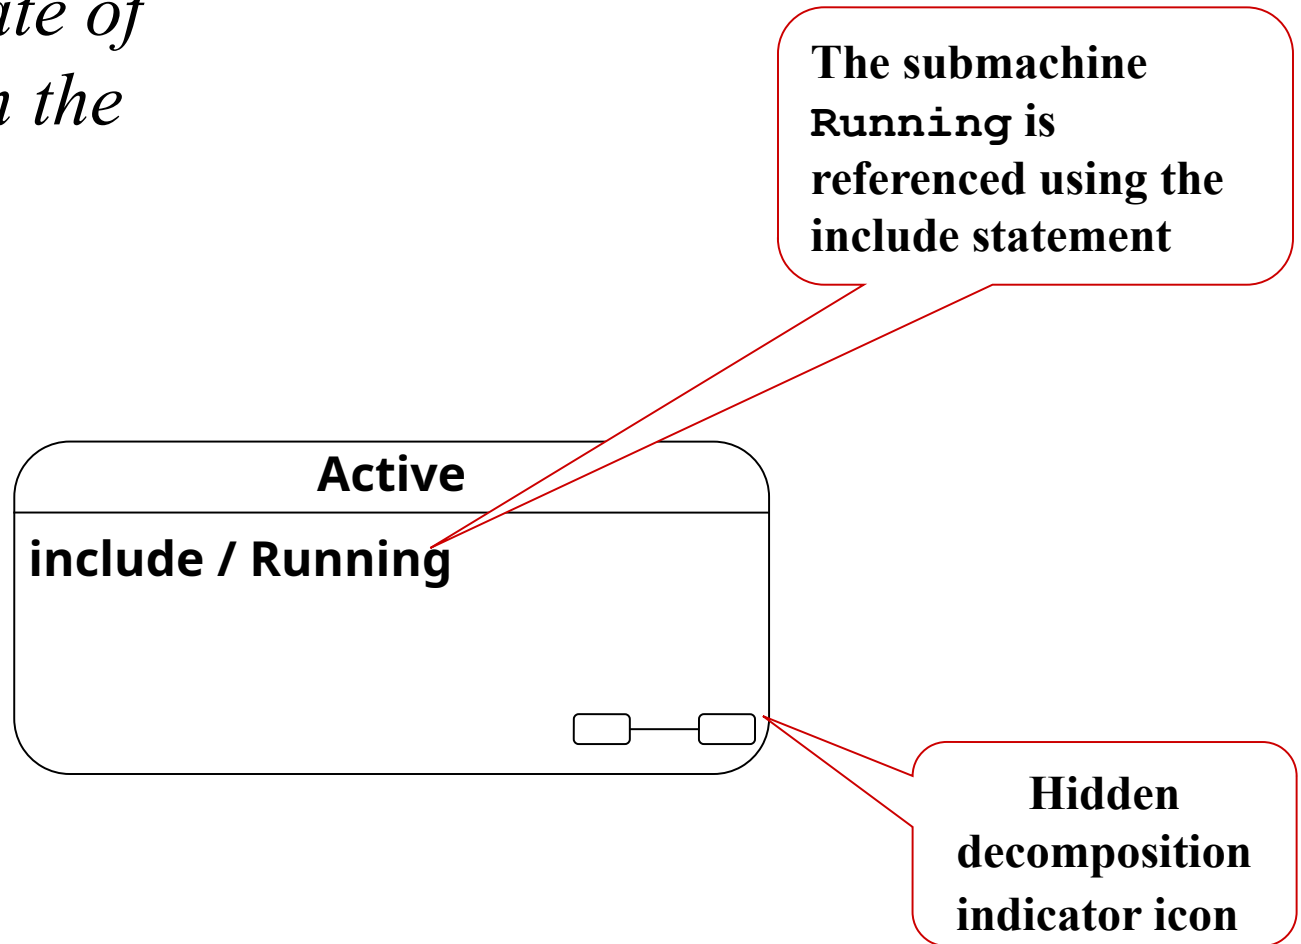 ate of
the
The submachine
Running is
referenced using the
include statement
Active
include / Running
Hidden
decomposition
indicator icon